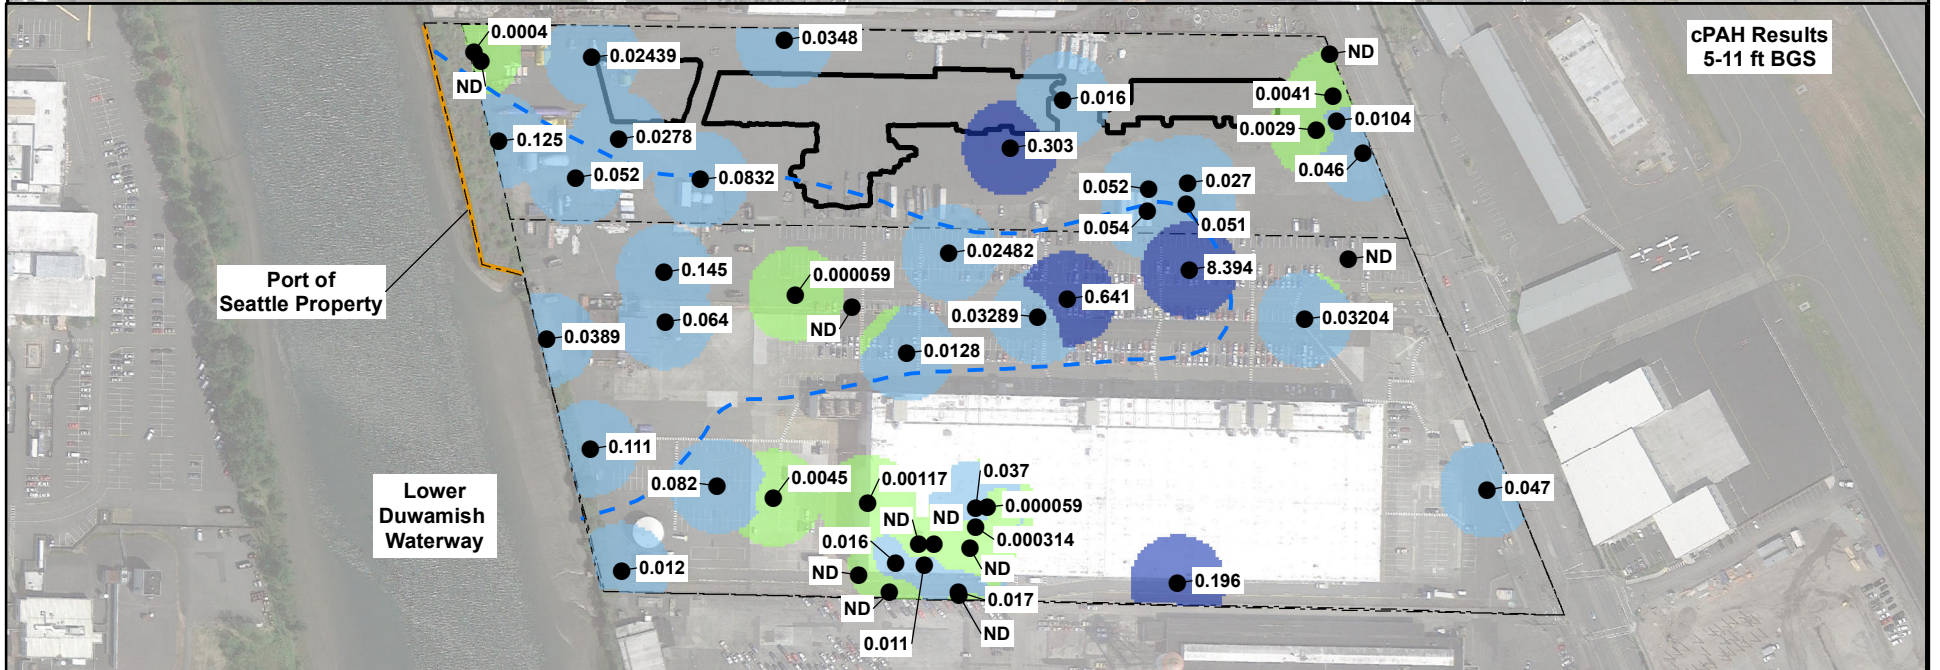 cPAH Results
5-11 ft BGS
0.0004
ND
0.02439
0.0348
ND
0.0041
0.016
0.0104
0.0029
0.125
0.0278
0.303
0.046
0.052
0.0832
0.052
0.027
0.054
0.051
0.02482
ND
0.145
0.000059
8.394
Port of
Seattle Property
0.641
0.064
ND
0.03289
0.03204
0.0389
0.0128
0.111
0.082
0.0045
0.00117
0.037
0.047
Lower
Duwamish
Waterway
0.000059
ND
ND
0.016
0.000314
0.012
ND
ND
0.196
ND
0.017
0.011
ND